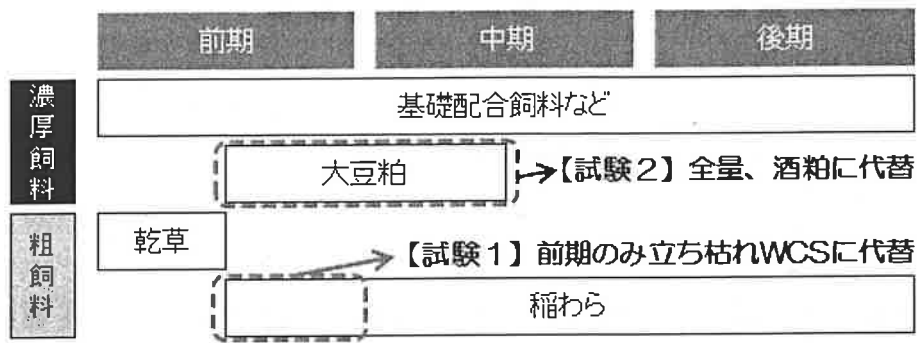 前期 中期 後期
濃厚飼料
基礎配合飼料など
大豆粕
【試験2】全量、酒粕に代替
粗飼料
乾草
【試験1】前期のみ立ち枯れWCSに代替
稲わら